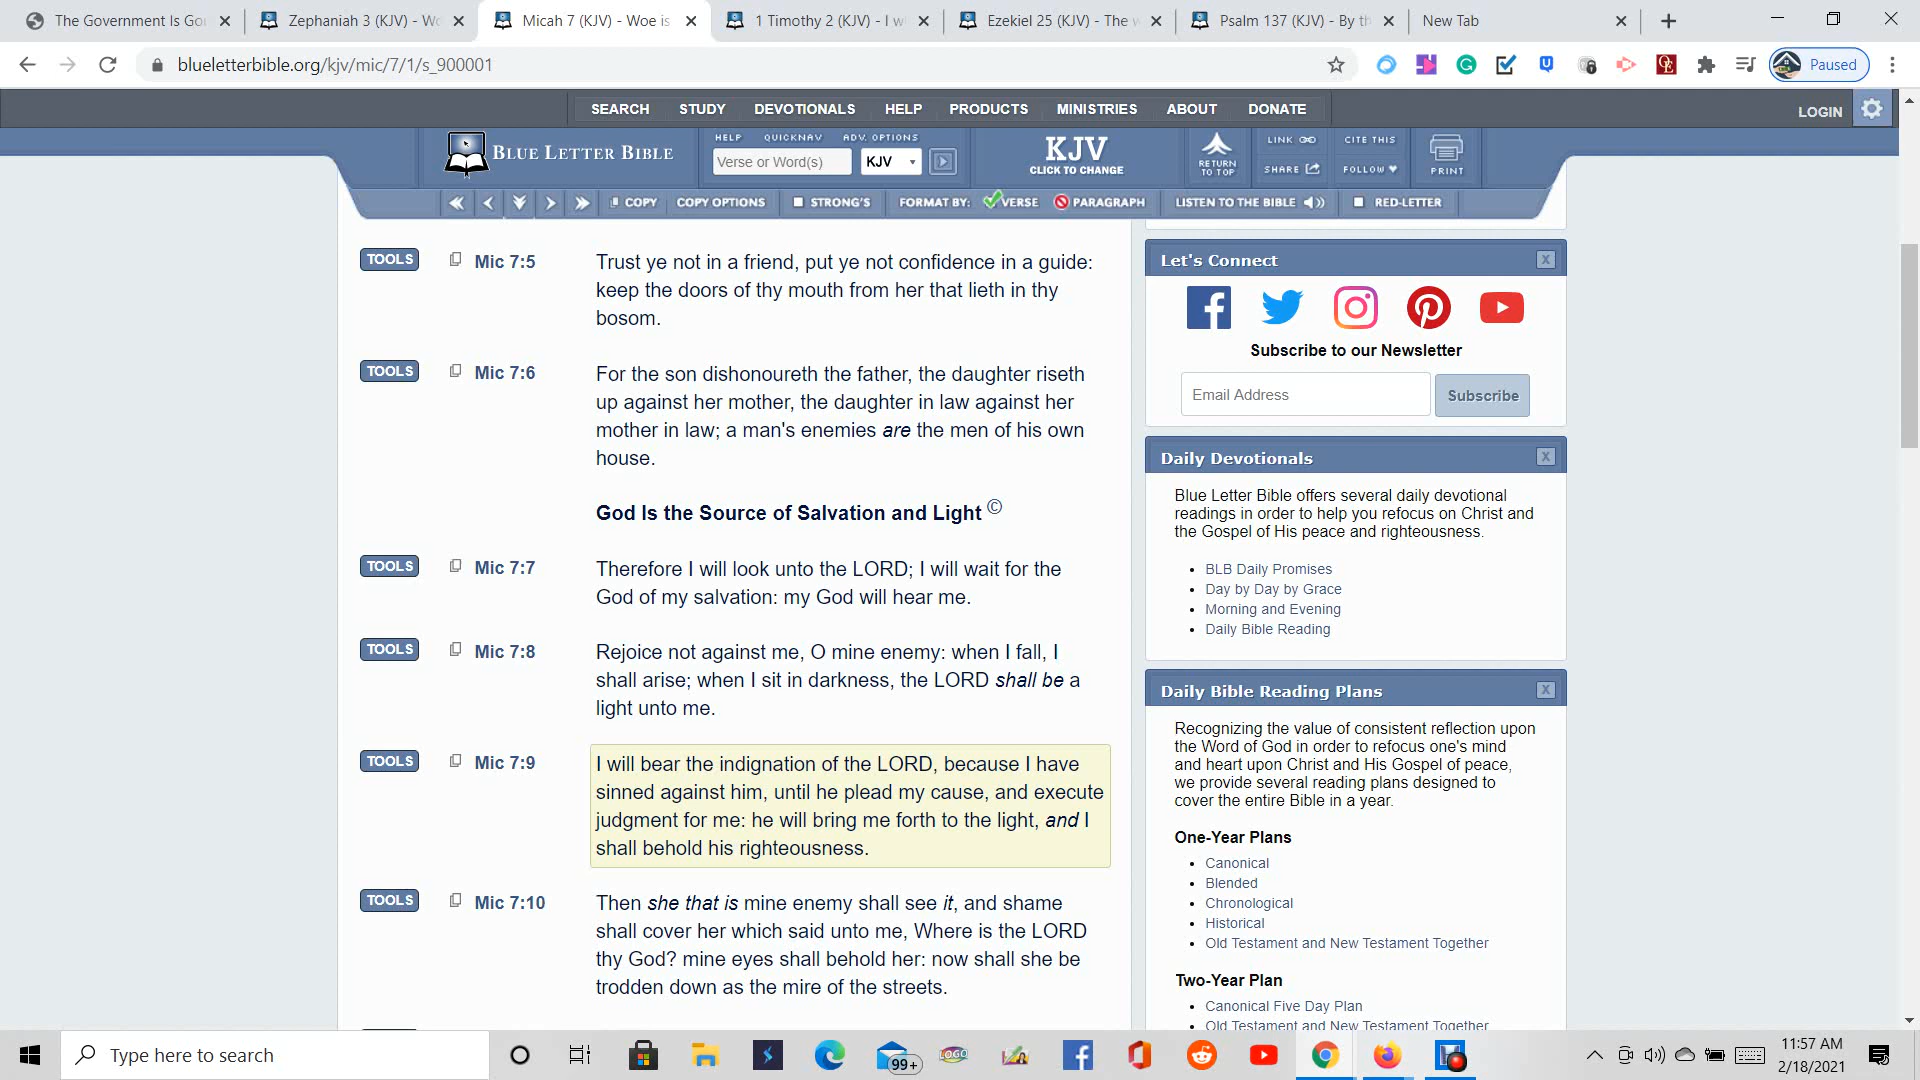 The Government Is Go
Zephaniah 3 (KJV) - Wo
Micah 7 (KJV) - Woe is
1 Timothy 2 (KJV) - I w
Ezekiel 25 (KJV) - The w
Psalm 137 (KJV) - By th
New Tab
blueletterbible.org/kjv/mic/7/1/s_900001
Paused
SEARCH STUDY DEVOTIONALS HELP PRODUCTS MINISTRIES ABOUT DONATE
LOGIN
BLUE LETTER BIBLE
HELP QUICKNAV ADV. OPTIONS
Verse or Word(s)
KJV
KJV
CLICK TO CHANGE
RETURN
TO TOP
LINK
SHARE
CITE THIS
FOLLOW
PRINT
COPY COPY OPTIONS STRONG'S FORMAT BY: VERSE PARAGRAPH LISTEN TO THE BIBLE RED-LETTER
TOOLS Mic 7:5 Trust ye not in a friend, put ye not confidence in a guide:
keep the doors of thy mouth from her that lieth in thy
bosom.
TOOLS Mic 7:6 For the son dishonoureth the father, the daughter riseth
up against her mother, the daughter in law against her
mother in law; a man's enemies are the men of his own
house.
God Is the Source of Salvation and Light ©
TOOLS Mic 7:7 Therefore I will look unto the LORD; I will wait for the
God of my salvation: my God will hear me.
TOOLS Mic 7:8 Rejoice not against me, O mine enemy: when I fall, I
shall arise; when I sit in darkness, the LORD shall be a
light unto me.
TOOLS Mic 7:9 I will bear the indignation of the LORD, because I have
sinned against him, until he plead my cause, and execute
judgment for me: he will bring me forth to the light, and I
shall behold his righteousness.
TOOLS Mic 7:10 Then she that is mine enemy shall see it, and shame
shall cover her which said unto me, Where is the LORD
thy God? mine eyes shall behold her: now shall she be
trodden down as the mire of the streets.
Let's Connect X
Subscribe to our Newsletter
Email Address
Subscribe
Daily Devotionals X
Blue Letter Bible offers several daily devotional
readings in order to help you refocus on Christ and
the Gospel of His peace and righteousness.
BLB Daily Promises
Day by Day by Grace
Morning and Evening
Daily Bible Reading
Daily Bible Reading Plans X
Recognizing the value of consistent reflection upon
the Word of God in order to refocus one's mind
and heart upon Christ and His Gospel of peace,
we provide several reading plans designed to
cover the entire Bible in a year.
One-Year Plans
Canonical
Blended
Chronological
Historical
Old Testament and New Testament Together
Two-Year Plan
Canonical Five Day Plan
Old Testament and New Testament Together
Type here to search
99+
LOGO
11:57 AM
2/18/2021